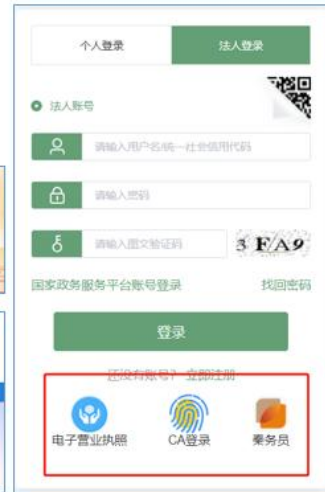 个人登录
法人登录
法人账号
请输入用户名/统一社会信用代码
请输入密码
请输入图文验证码
3 FA9
国家政务服务平台账号登录
找回密码
登录
还没有账号? 立即注册
电子营业执照
CA登录
秦务员